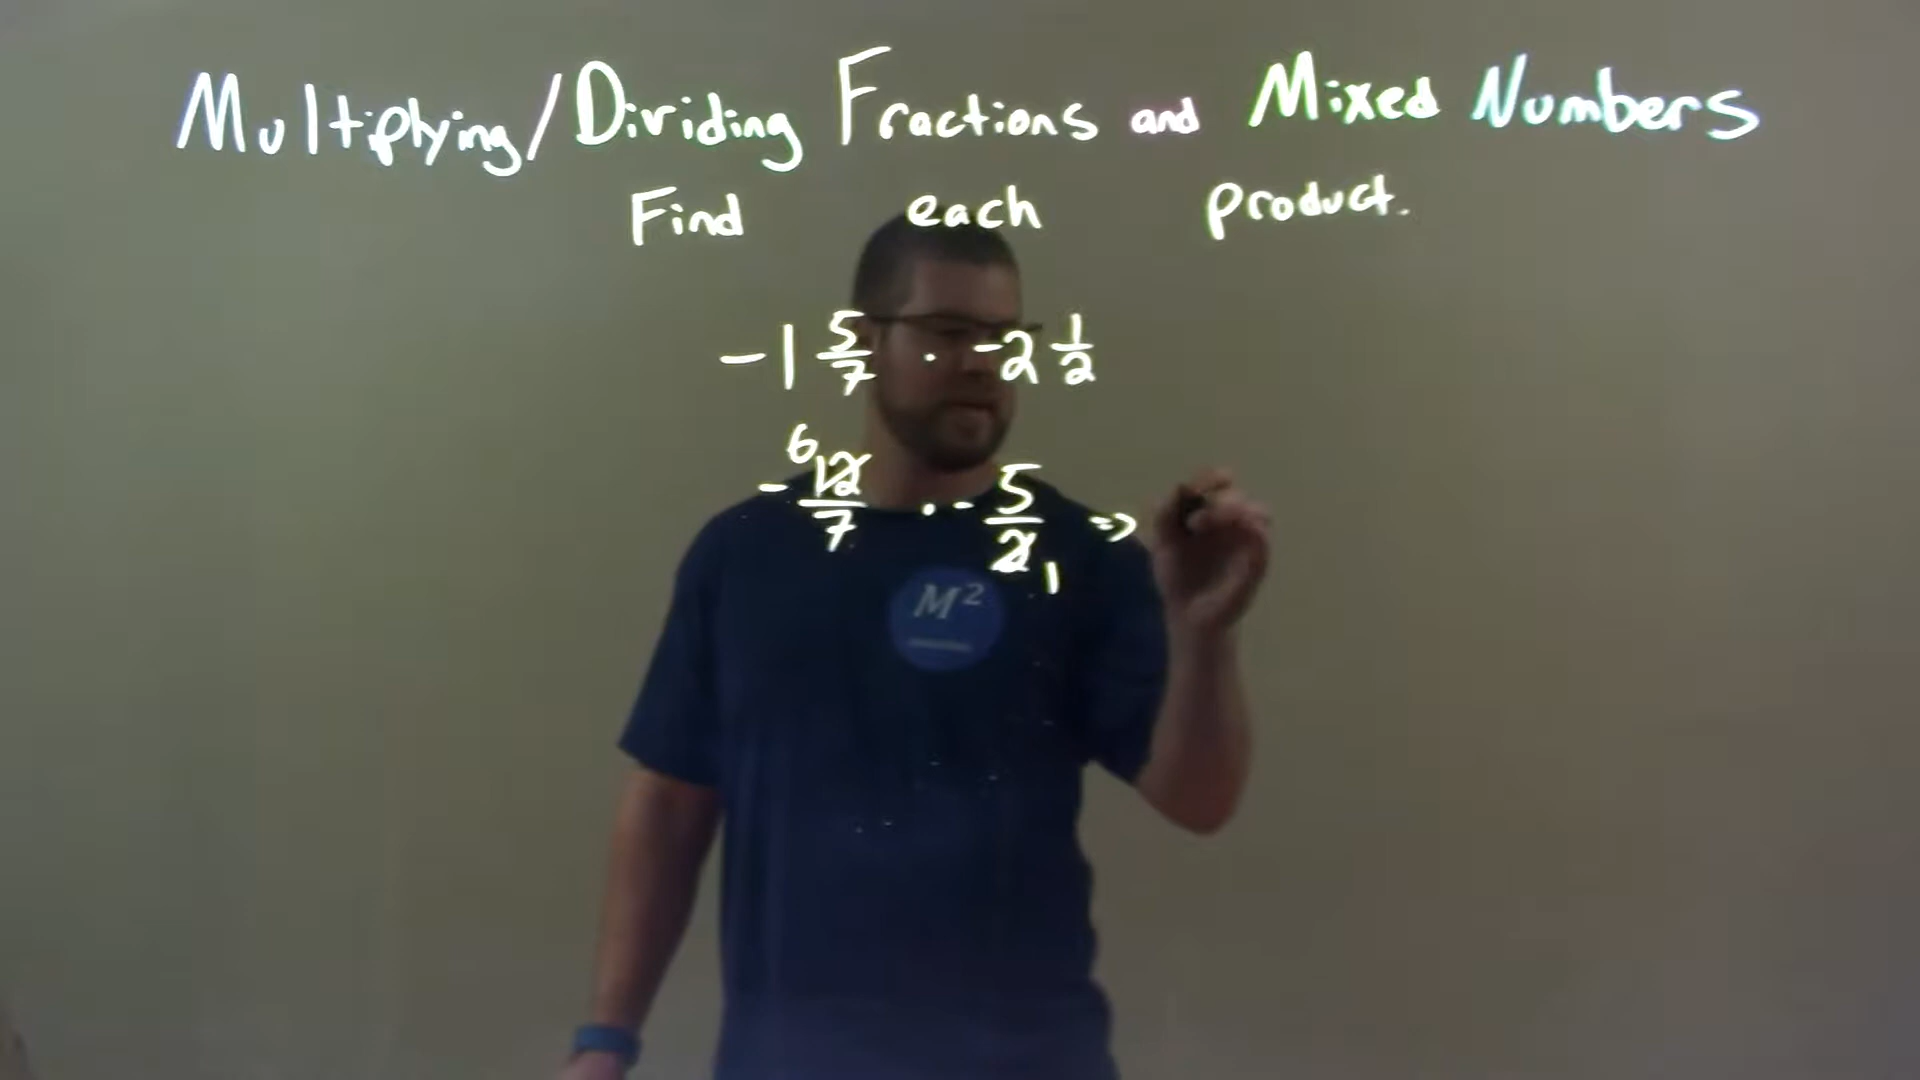 Multiplying/Dividing Fractions and Mixed Numbers
Find each product.
-1 5/7 · -2 1/2
6
-12/7 · -5/2 =>
1
M²